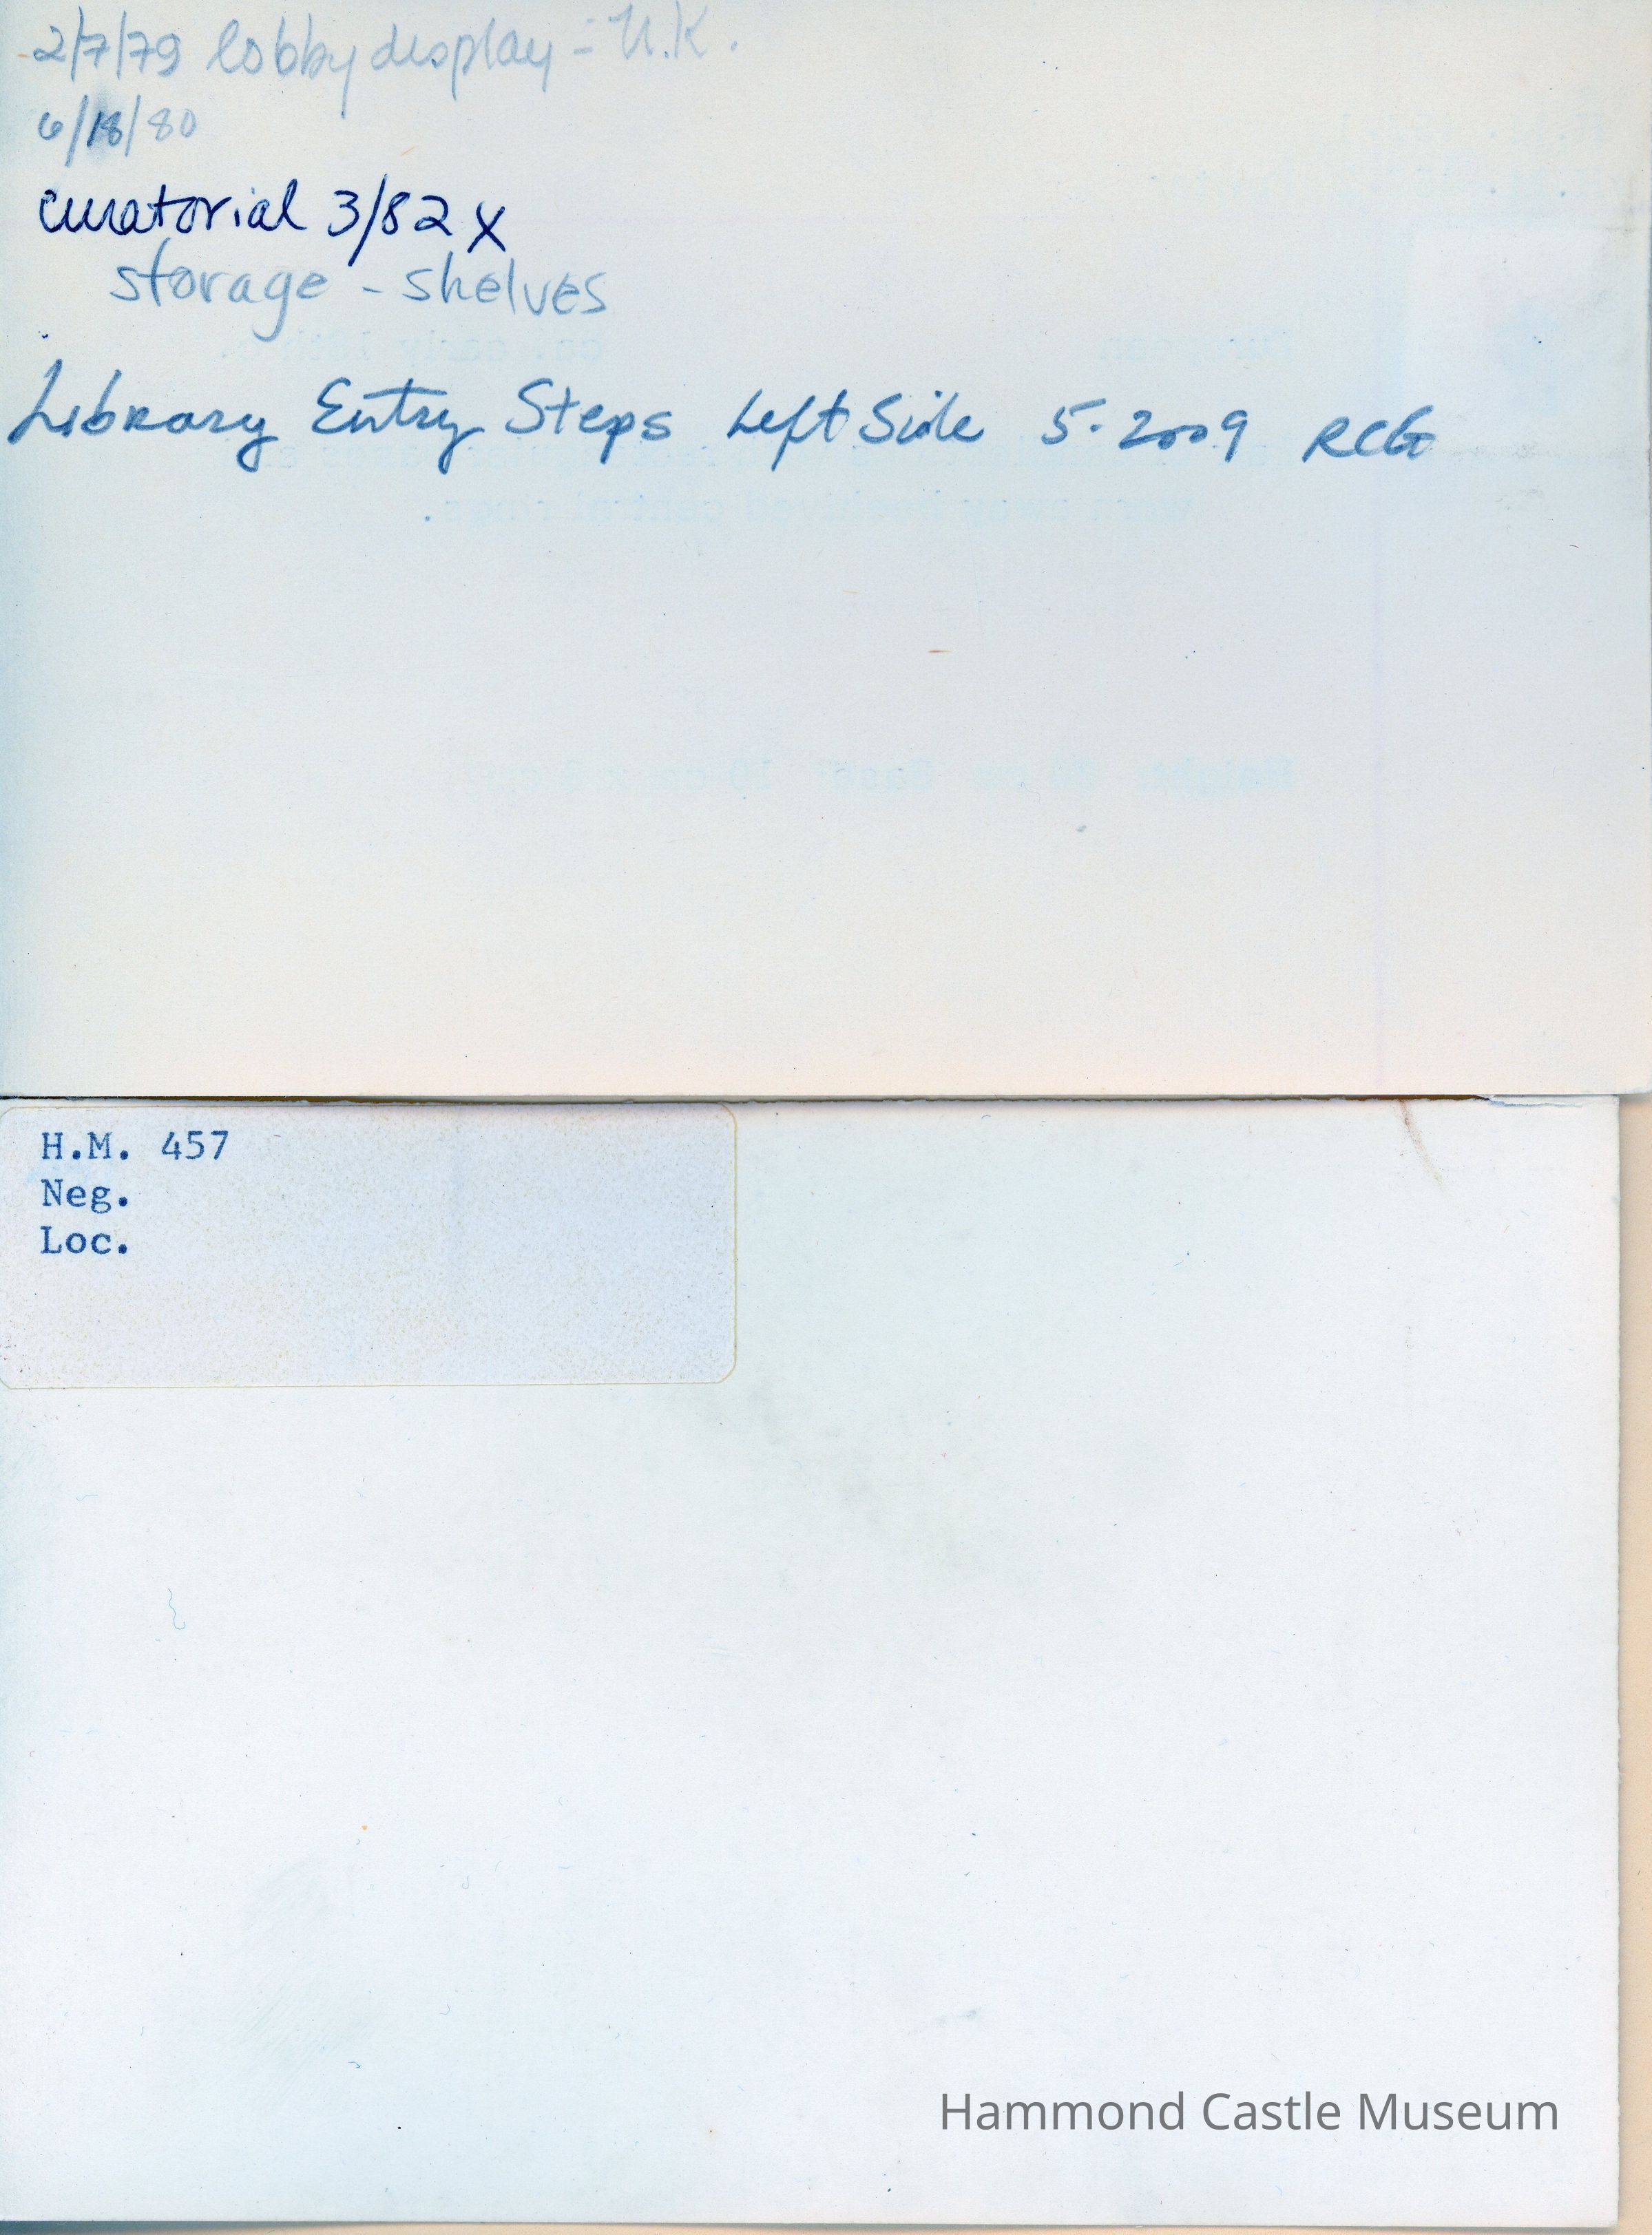 2/7/79 lobby display - U.K.
6/18/80
curatorial 3/82 X
storage - shelves
Library Entry Steps Left Side 5-2009 RCG
H.M. 457
Neg.
Loc.
Hammond Castle Museum